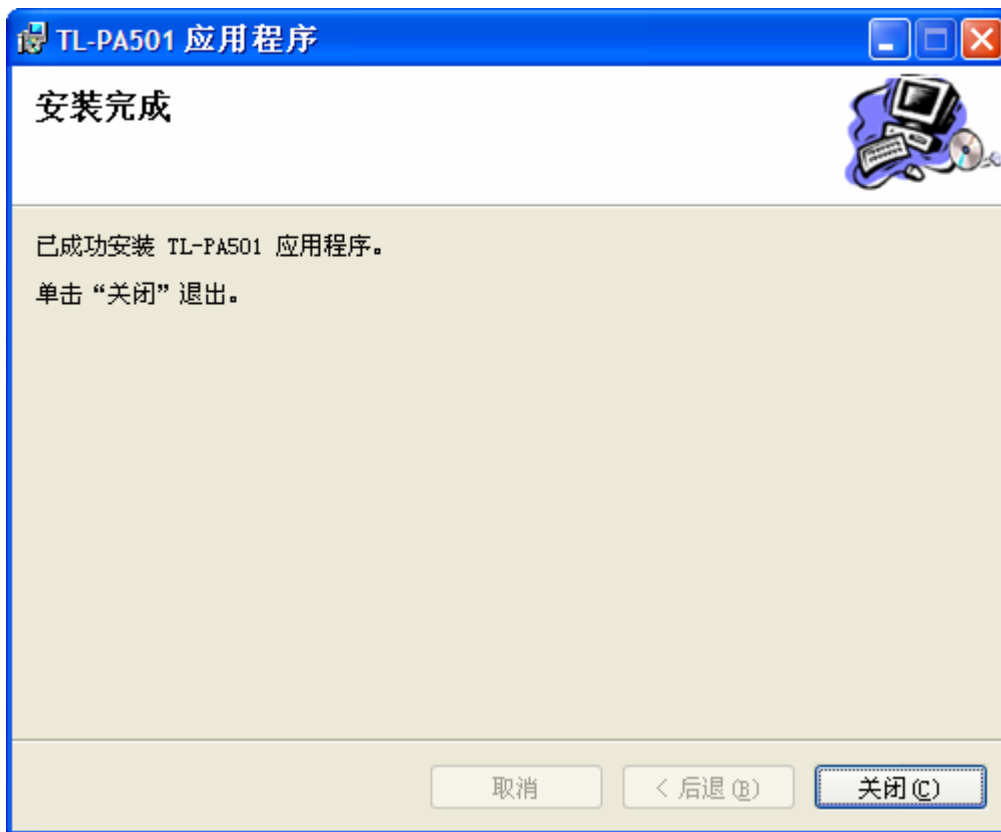 TL-PA501 应用程序
安装完成
已成功安装 TL-PA501 应用程序。
单击“关闭”退出。
取消
< 后退(B)
关闭(C)